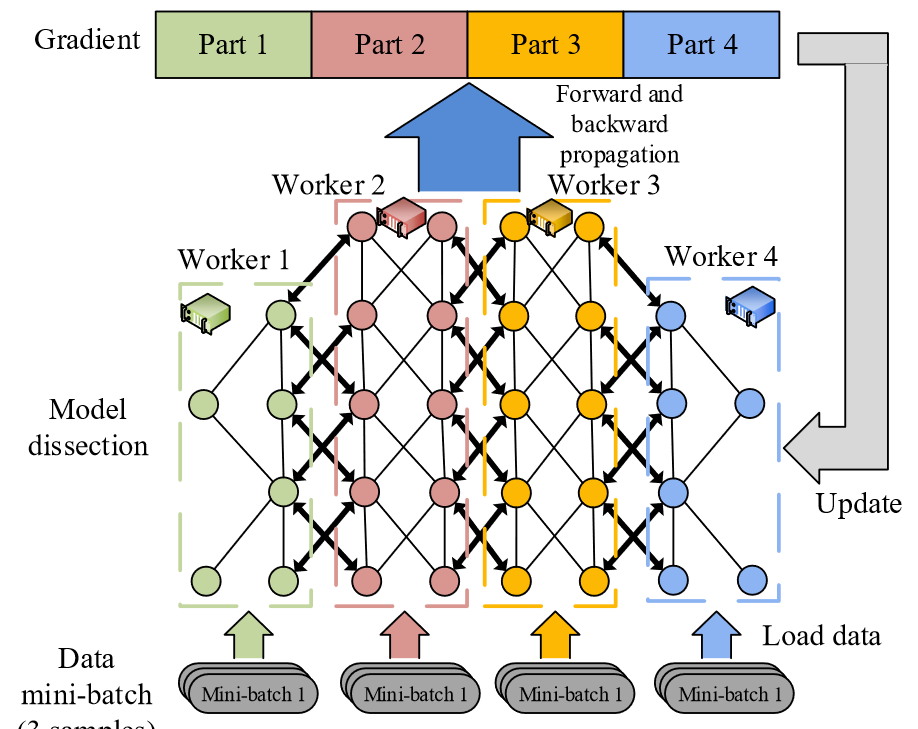 Gradient
Part 1
Part 2
Part 3
Part 4
Forward and
backward
propagation
Worker 2
Worker 3
Worker 1
Worker 4
Model
dissection
Update
Load data
Data
mini-batch
(3 samples)
Mini-batch 1
Mini-batch 1
Mini-batch 1
Mini-batch 1